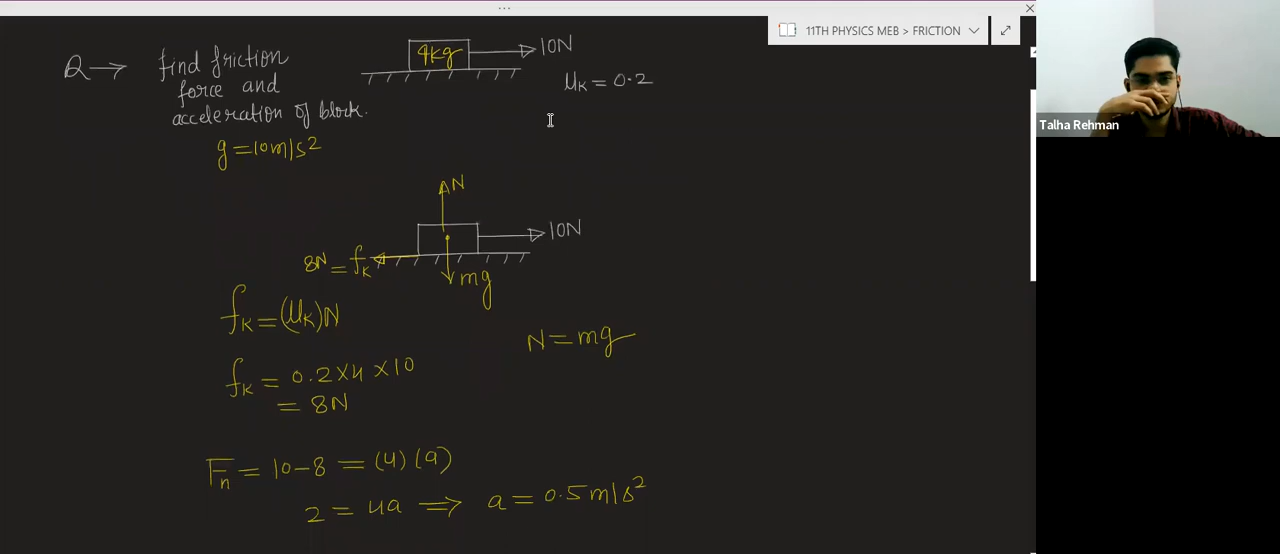 11TH PHYSICS MEB > FRICTION
Talha Rehman
Q → find friction
force and
acceleration of block.
g = 10m/s²
4kg
10N
μK = 0.2
N
10N
8N = fK
mg
fK = (μK)N
N = mg
fK = 0.2 × 4 × 10
= 8N
Fn = 10 - 8 = (4)(a)
2 = 4a ⟹ a = 0.5 m/s²